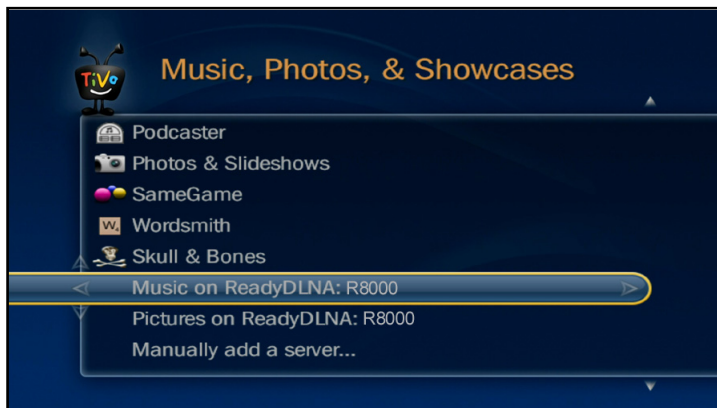 TiVo
Music, Photos, & Showcases
Podcaster
Photos & Slideshows
SameGame
W4 Wordsmith
Skull & Bones
Music on ReadyDLNA: R8000
Pictures on ReadyDLNA: R8000
Manually add a server...